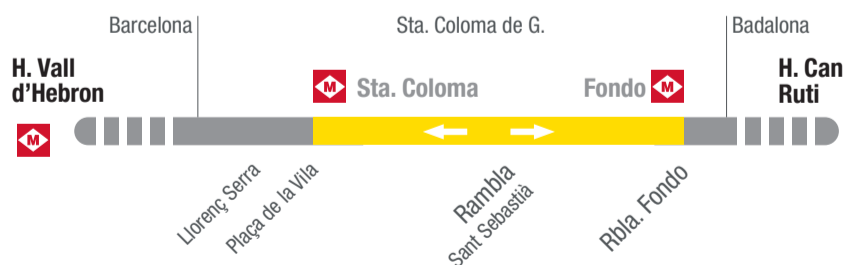 Barcelona
Sta. Coloma de G.
Badalona
H. Vall
d'Hebron
M Sta. Coloma
Fondo M
H. Can
Ruti
M
Llorenç Serra
Plaça de la Vila
Rambla
Sant Sebastià
Rbla. Fondo